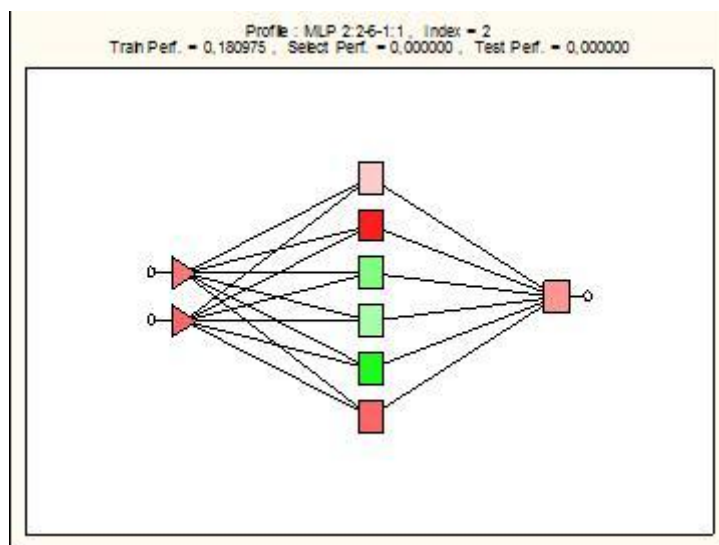 Profile : MLP 2:2-6-1:1 , Index = 2
Train Perf. = 0,180975 , Select Perf. = 0,000000 , Test Perf. = 0,000000